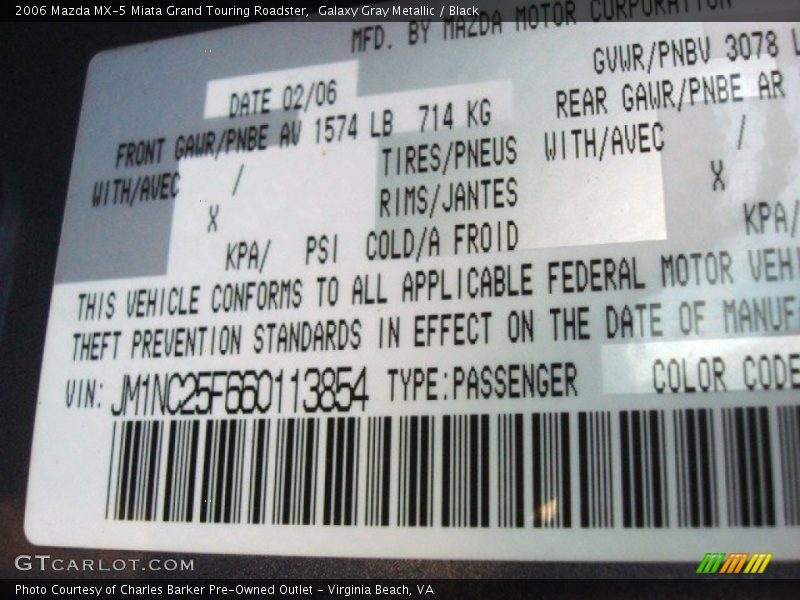 2006 Mazda MX-5 Miata Grand Touring Roadster,  Galaxy Gray Metallic / Black
MFD. BY MAZDA MOTOR CORPORATION
GVWR/PNBV 3078 L
DATE 02/06
FRONT GAWR/PNBE AV 1574 LB 714 KG
REAR GAWR/PNBE AR
WITH/AVEC / TIRES/PNEUS WITH/AVEC /
X RIMS/JANTES X
KPA/ PSI COLD/A FROID KPA/
THIS VEHICLE CONFORMS TO ALL APPLICABLE FEDERAL MOTOR VEHI
THEFT PREVENTION STANDARDS IN EFFECT ON THE DATE OF MANUF
VIN: JM1NC25F660113854 TYPE:PASSENGER COLOR CODE
GTCARLOT.COM
Photo Courtesy of Charles Barker Pre-Owned Outlet - Virginia Beach, VA